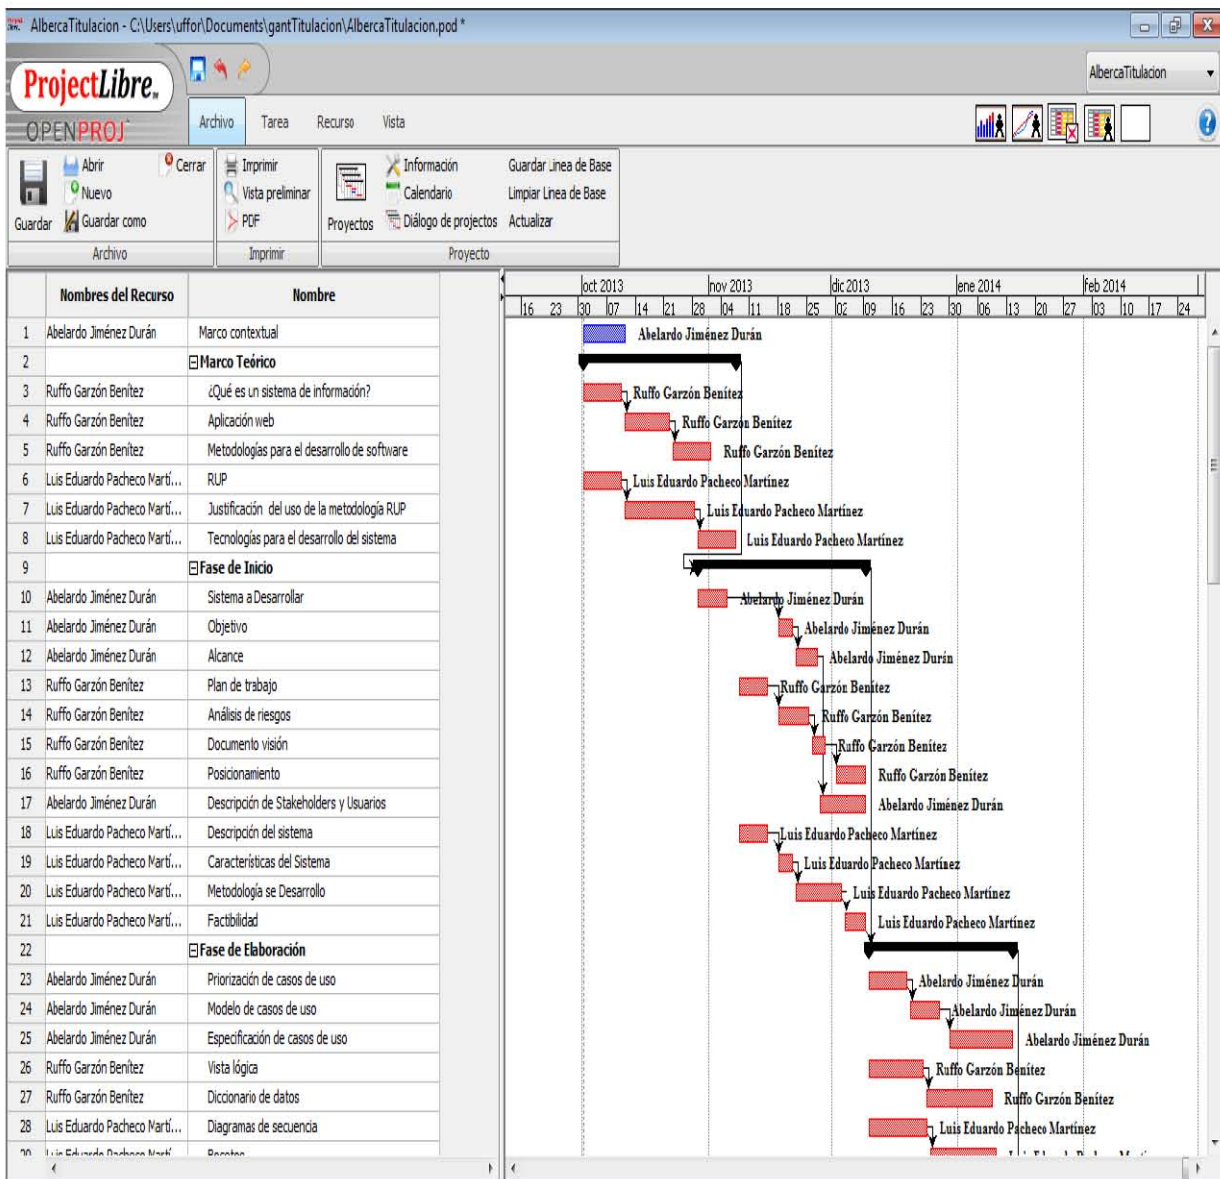 AlbercaTitulacion - C:\Users\uffor\Documents\gantTitulacion\AlbercaTitulacion.pod *
ProjectLibre
AlbercaTitulacion
OPENPROJ
Archivo Tarea Recurso Vista
Abrir Cerrar Imprimir Información Guardar Linea de Base
Nuevo Vista preliminar Calendario Limpiar Linea de Base
Guardar Guardar como PDF Proyectos Diálogo de projectos Actualizar
Archivo Imprimir Proyecto
oct 2013 nov 2013 dic 2013 ene 2014 feb 2014
Nombres del Recurso Nombre
16 23 30 07 14 21 28 04 11 18 25 02 09 16 23 30 06 13 20 27 03 10 17 24
1 Abelardo Jiménez Durán Marco contextual Abelardo Jiménez Durán
2 Marco Teórico
3 Ruffo Garzón Benítez ¿Qué es un sistema de información? Ruffo Garzón Benítez
4 Ruffo Garzón Benítez Aplicación web Ruffo Garzón Benítez
5 Ruffo Garzón Benítez Metodologías para el desarrollo de software Ruffo Garzón Benítez
6 Luis Eduardo Pacheco Martí... RUP Luis Eduardo Pacheco Martínez
7 Luis Eduardo Pacheco Martí... Justificación del uso de la metodología RUP Luis Eduardo Pacheco Martínez
8 Luis Eduardo Pacheco Martí... Tecnologías para el desarrollo del sistema Luis Eduardo Pacheco Martínez
9 Fase de Inicio
10 Abelardo Jiménez Durán Sistema a Desarrollar Abelardo Jiménez Durán
11 Abelardo Jiménez Durán Objetivo Abelardo Jiménez Durán
12 Abelardo Jiménez Durán Alcance Abelardo Jiménez Durán
13 Ruffo Garzón Benítez Plan de trabajo Ruffo Garzón Benítez
14 Ruffo Garzón Benítez Análisis de riesgos Ruffo Garzón Benítez
15 Ruffo Garzón Benítez Documento visión Ruffo Garzón Benítez
16 Ruffo Garzón Benítez Posicionamiento Ruffo Garzón Benítez
17 Abelardo Jiménez Durán Descripción de Stakeholders y Usuarios Abelardo Jiménez Durán
18 Luis Eduardo Pacheco Martí... Descripción del sistema Luis Eduardo Pacheco Martínez
19 Luis Eduardo Pacheco Martí... Características del Sistema Luis Eduardo Pacheco Martínez
20 Luis Eduardo Pacheco Martí... Metodología se Desarrollo Luis Eduardo Pacheco Martínez
21 Luis Eduardo Pacheco Martí... Factibilidad Luis Eduardo Pacheco Martínez
22 Fase de Elaboración
23 Abelardo Jiménez Durán Priorización de casos de uso Abelardo Jiménez Durán
24 Abelardo Jiménez Durán Modelo de casos de uso Abelardo Jiménez Durán
25 Abelardo Jiménez Durán Especificación de casos de uso Abelardo Jiménez Durán
26 Ruffo Garzón Benítez Vista lógica Ruffo Garzón Benítez
27 Ruffo Garzón Benítez Diccionario de datos Ruffo Garzón Benítez
28 Luis Eduardo Pacheco Martí... Diagramas de secuencia Luis Eduardo Pacheco Martínez